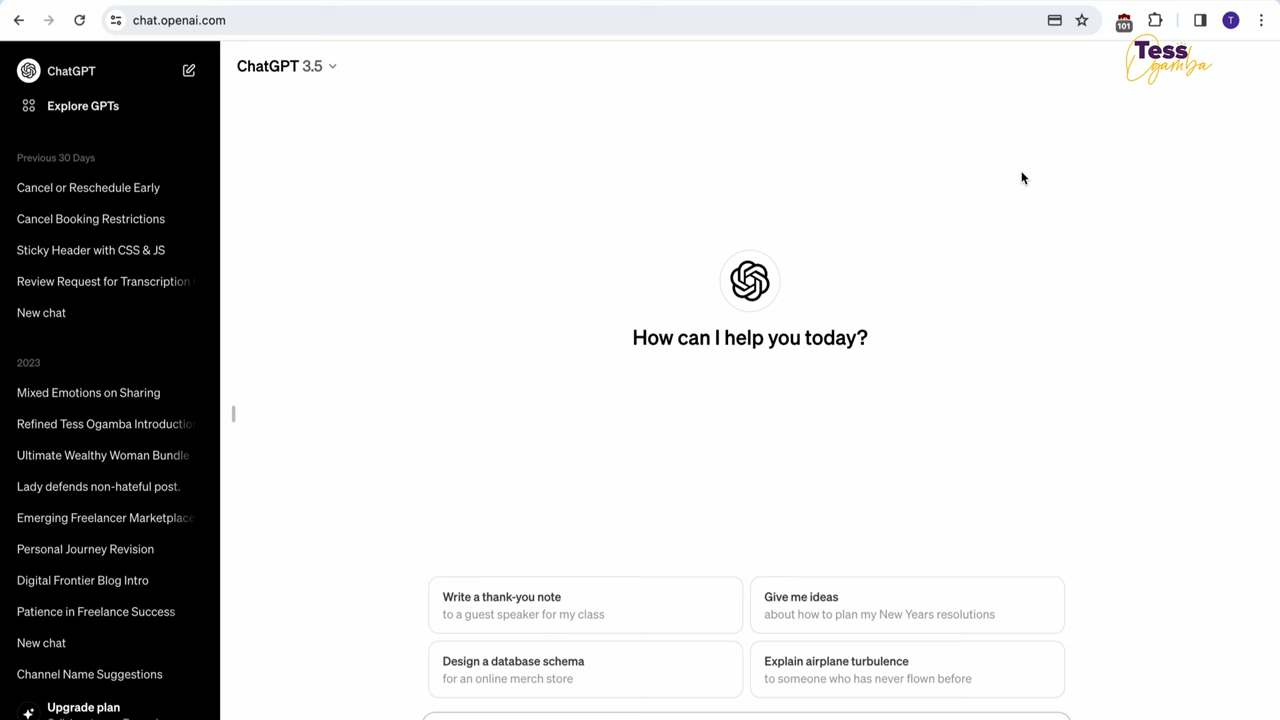 chat.openai.com
101
T
Tess
Ogamba
ChatGPT
Explore GPTs
Previous 30 Days
Cancel or Reschedule Early
Cancel Booking Restrictions
Sticky Header with CSS & JS
Review Request for Transcription
New chat
2023
Mixed Emotions on Sharing
Refined Tess Ogamba Introductio
Ultimate Wealthy Woman Bundle
Lady defends non-hateful post.
Emerging Freelancer Marketplace
Personal Journey Revision
Digital Frontier Blog Intro
Patience in Freelance Success
New chat
Channel Name Suggestions
Upgrade plan
ChatGPT 3.5
How can I help you today?
Write a thank-you note
to a guest speaker for my class
Give me ideas
about how to plan my New Years resolutions
Design a database schema
for an online merch store
Explain airplane turbulence
to someone who has never flown before